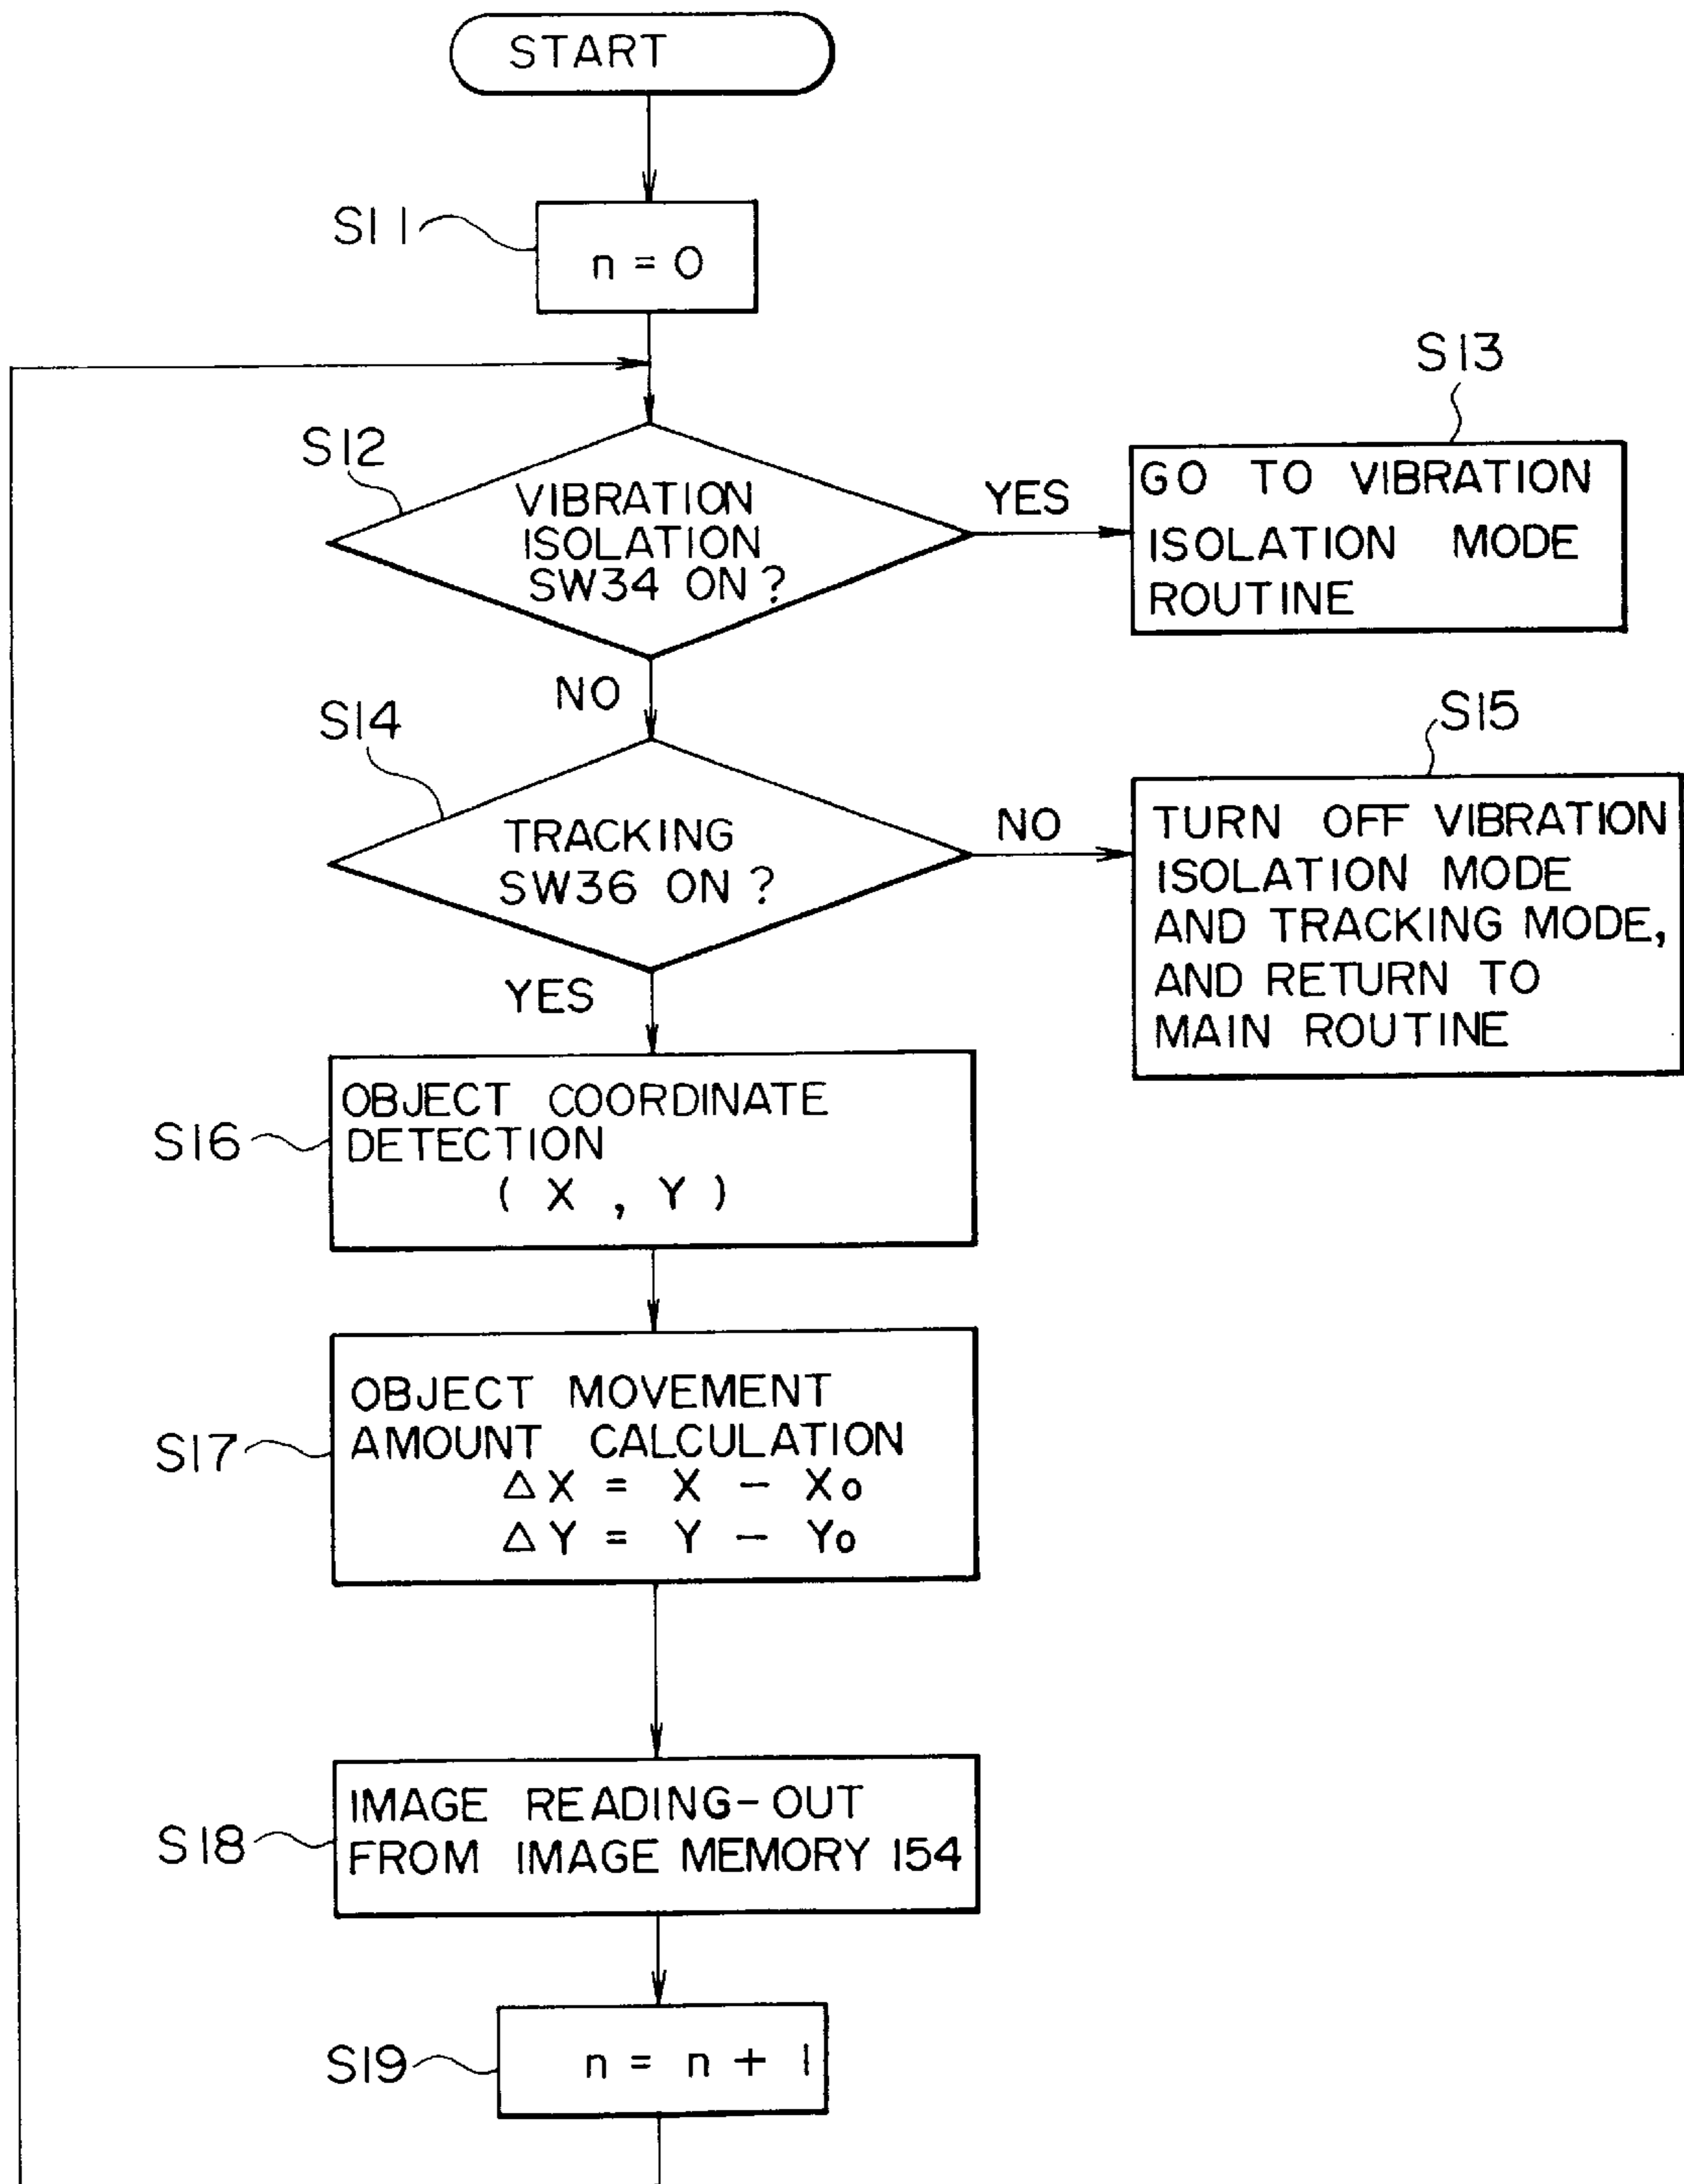 START
S11
n = 0
S12
VIBRATION
ISOLATION
SW34 ON ?
YES
S13
GO TO VIBRATION
ISOLATION MODE
ROUTINE
NO
S14
TRACKING
SW36 ON ?
NO
S15
TURN OFF VIBRATION
ISOLATION MODE
AND TRACKING MODE,
AND RETURN TO
MAIN ROUTINE
YES
S16
OBJECT COORDINATE
DETECTION
( X , Y )
S17
OBJECT MOVEMENT
AMOUNT CALCULATION
△X = X - Xo
△Y = Y - Yo
S18
IMAGE READING-OUT
FROM IMAGE MEMORY 154
S19
n = n + 1